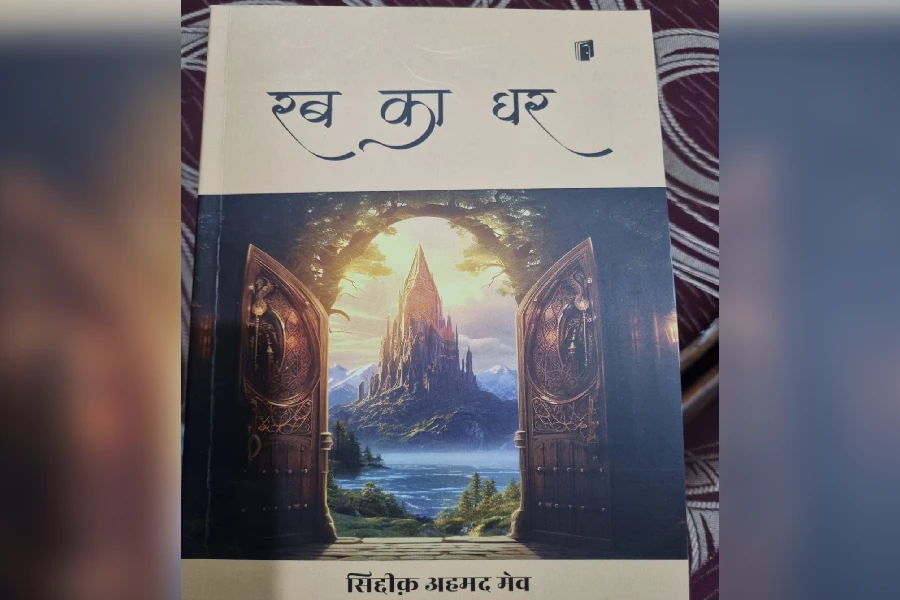 रब का घर
सिद्दीक़ अहमद मेव